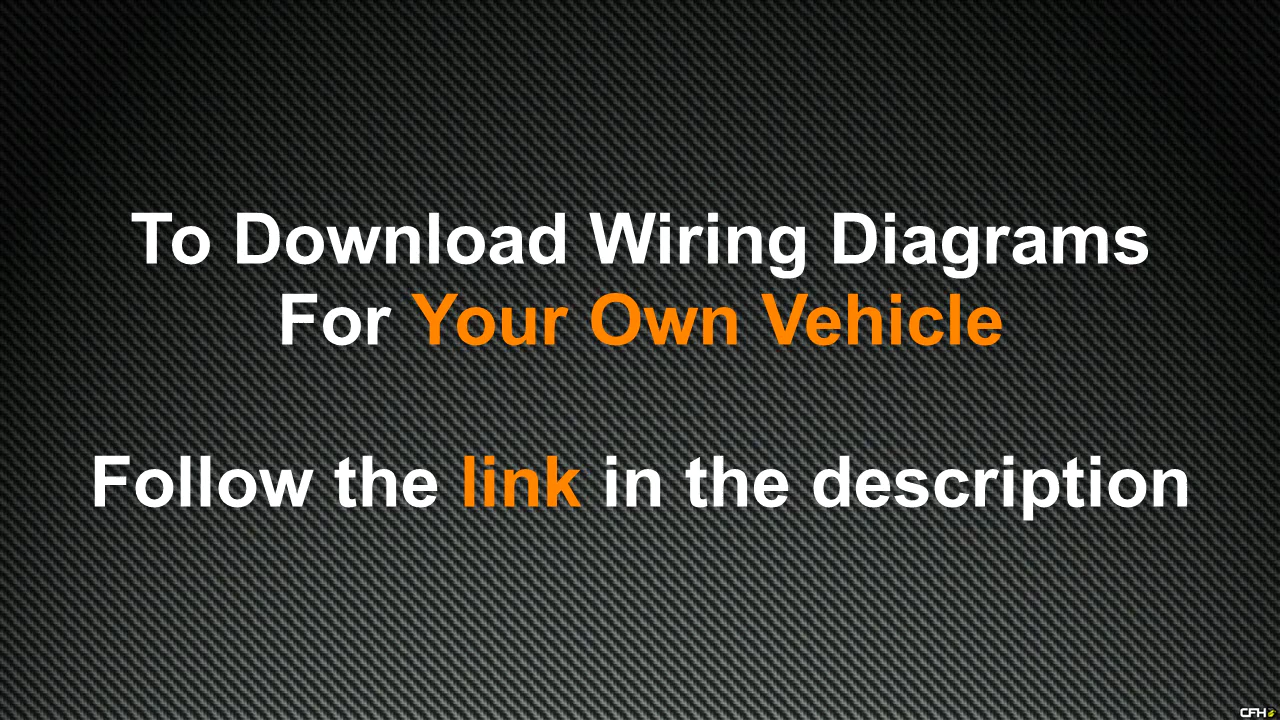 To Download Wiring Diagrams
For Your Own Vehicle
Follow the link in the description
CFH